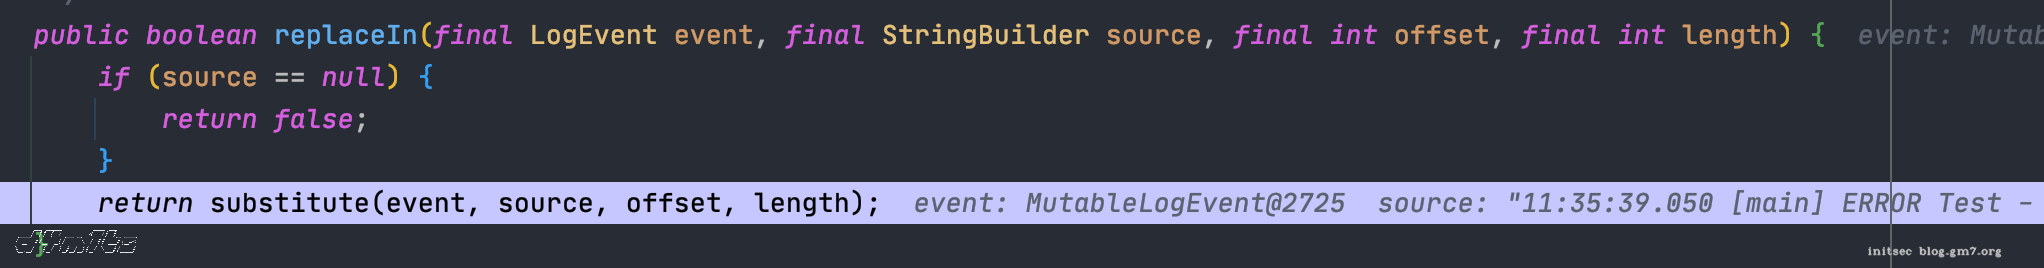 public boolean replaceIn(final LogEvent event, final StringBuilder source, final int offset, final int length) { event: Mutab
if (source == null) {
return false;
}
return substitute(event, source, offset, length); event: MutableLogEvent@2725 source: "11:35:39.050 [main] ERROR Test –
}
initsec blog.gm7.org